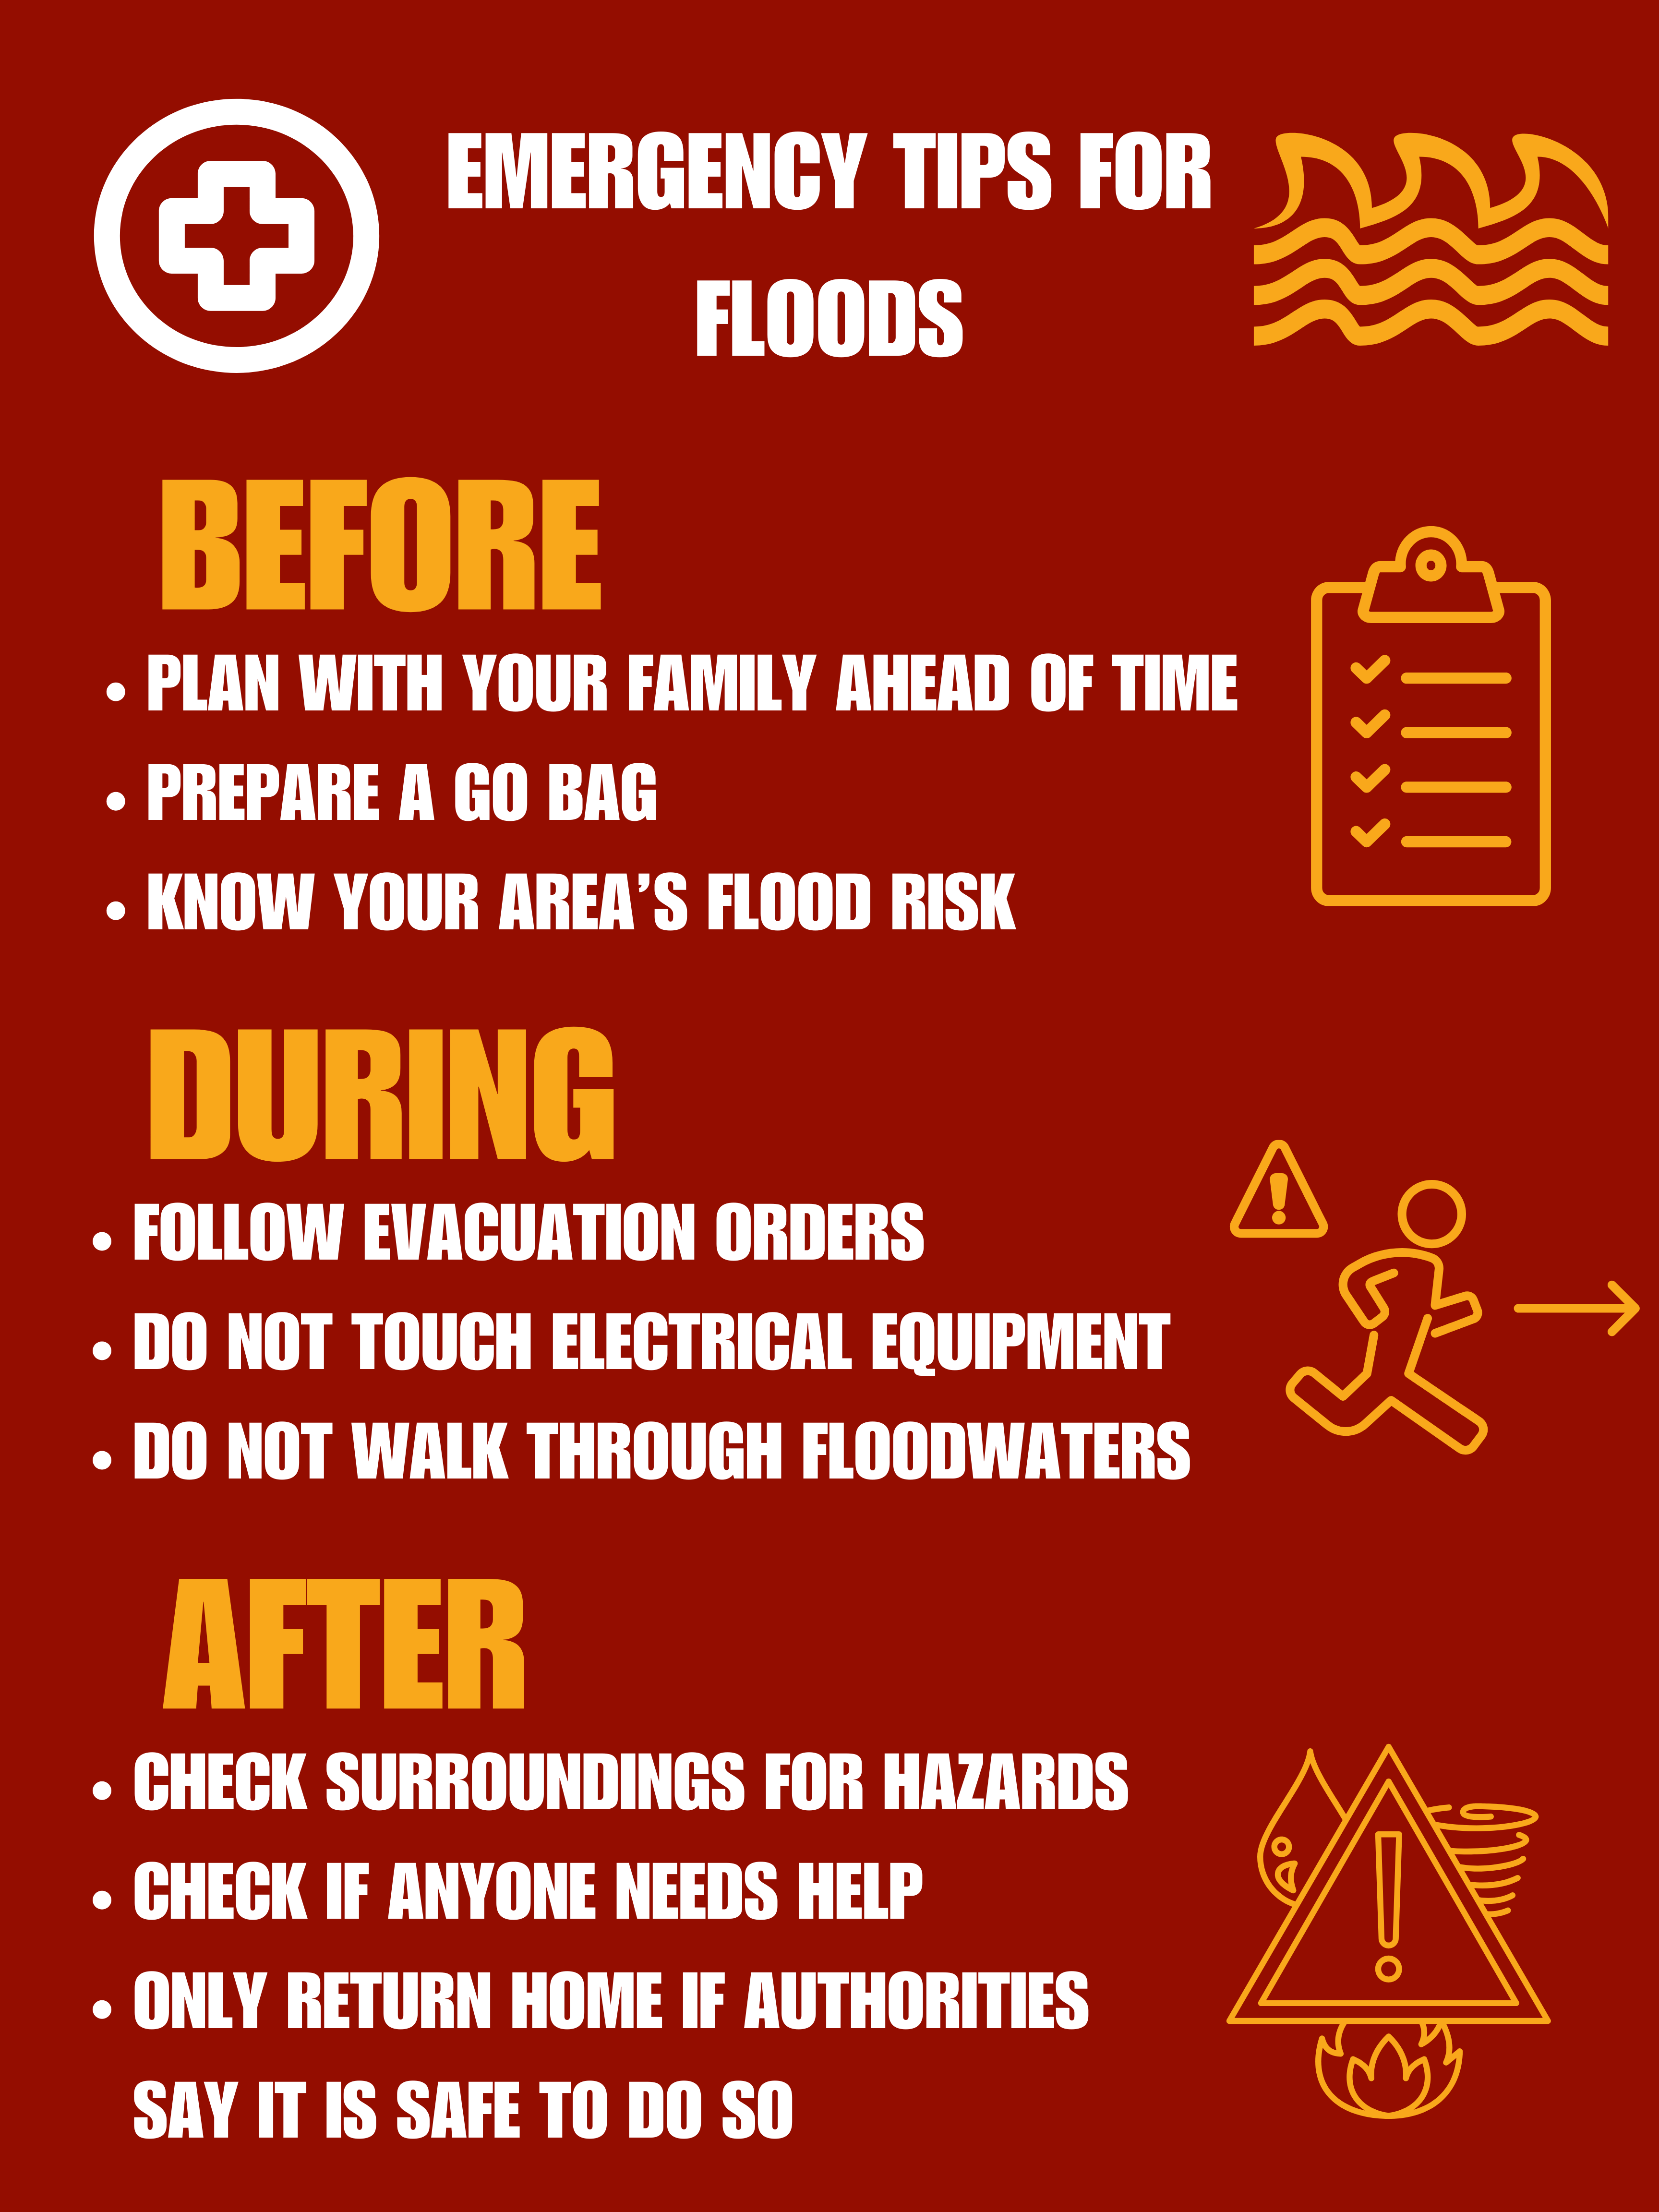 EMERGENCY TIPS FOR
FLOODS
BEFORE
• PLAN WITH YOUR FAMILY AHEAD OF TIME
• PREPARE A GO BAG
• KNOW YOUR AREA’S FLOOD RISK
DURING
• FOLLOW EVACUATION ORDERS
• DO NOT TOUCH ELECTRICAL EQUIPMENT
• DO NOT WALK THROUGH FLOODWATERS
AFTER
• CHECK SURROUNDINGS FOR HAZARDS
• CHECK IF ANYONE NEEDS HELP
• ONLY RETURN HOME IF AUTHORITIES
SAY IT IS SAFE TO DO SO